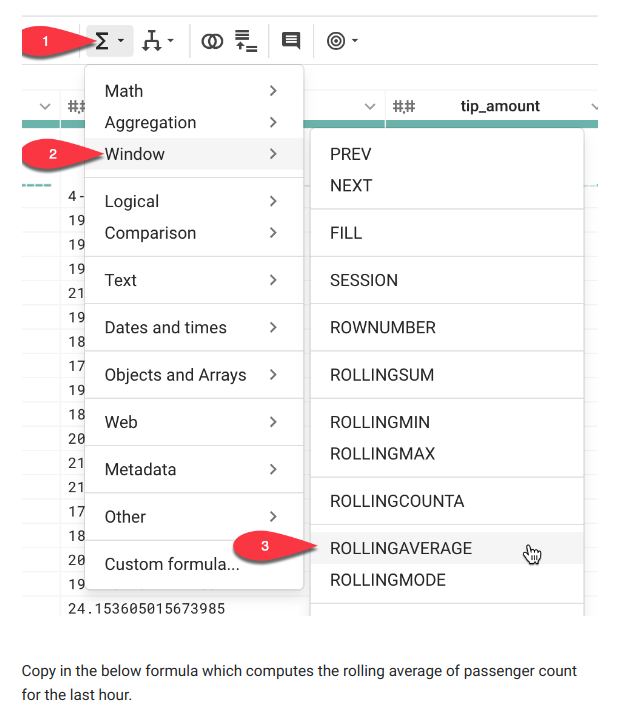 1
Σ
#.# tip_amount
Math
Aggregation
2
Window
Logical
Comparison
Text
Dates and times
Objects and Arrays
Web
Metadata
Other
Custom formula...
PREV
NEXT
FILL
SESSION
ROWNUMBER
ROLLINGSUM
ROLLINGMIN
ROLLINGMAX
ROLLINGCOUNTA
3
ROLLINGAVERAGE
ROLLINGMODE
4-
19
19
19
21
19
18
17
19
18
20
21
21
17
18
20
19
24.153605015673985
Copy in the below formula which computes the rolling average of passenger count
for the last hour.